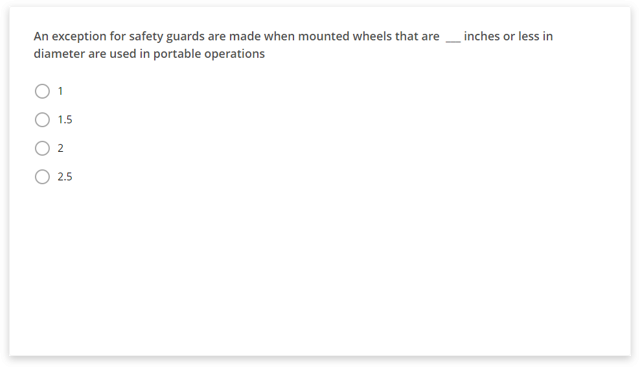 An exception for safety guards are made when mounted wheels that are ___ inches or less in
diameter are used in portable operations
1
1.5
2
2.5